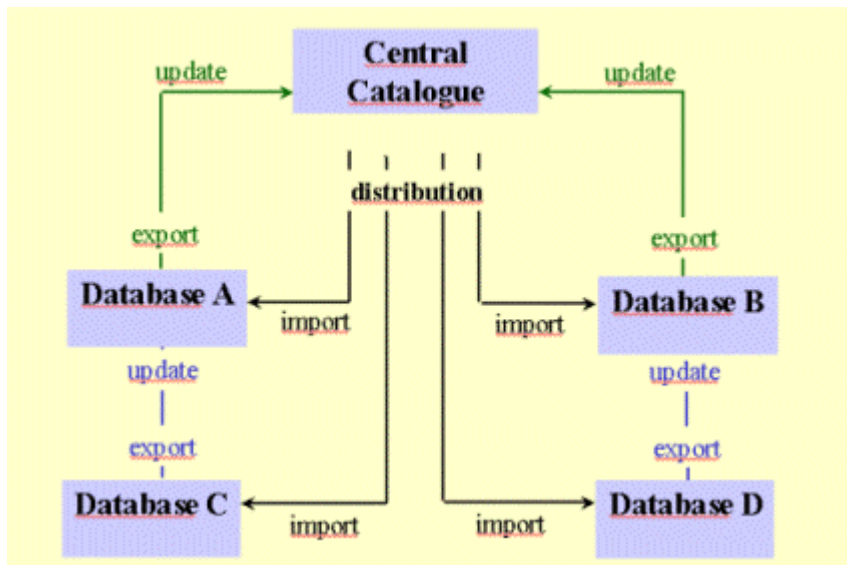 Central
Catalogue
update
update
distribution
export
export
Database A
Database B
import
import
update
update
export
export
Database C
Database D
import
import